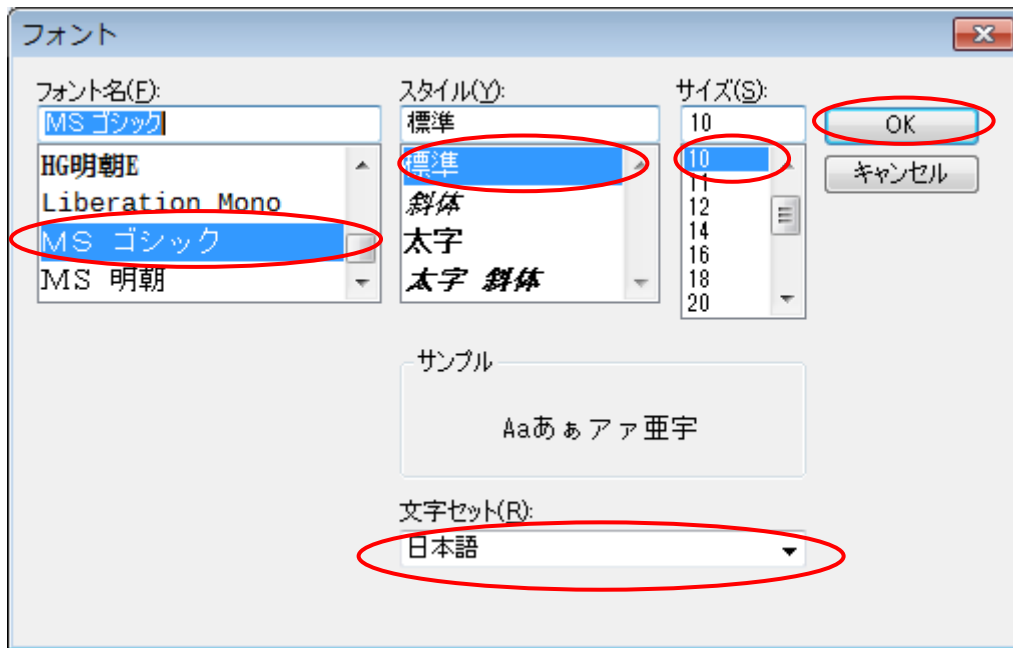 フォント
フォント名(F):
MS ゴシック
HG明朝E
Liberation Mono
MS ゴシック
MS 明朝
スタイル(Y):
標準
標準
斜体
太字
太字 斜体
サイズ(S):
10
10
11
12
14
16
18
20
OK
キャンセル
サンプル
Aaあぁアァ亜宇
文字セット(R):
日本語